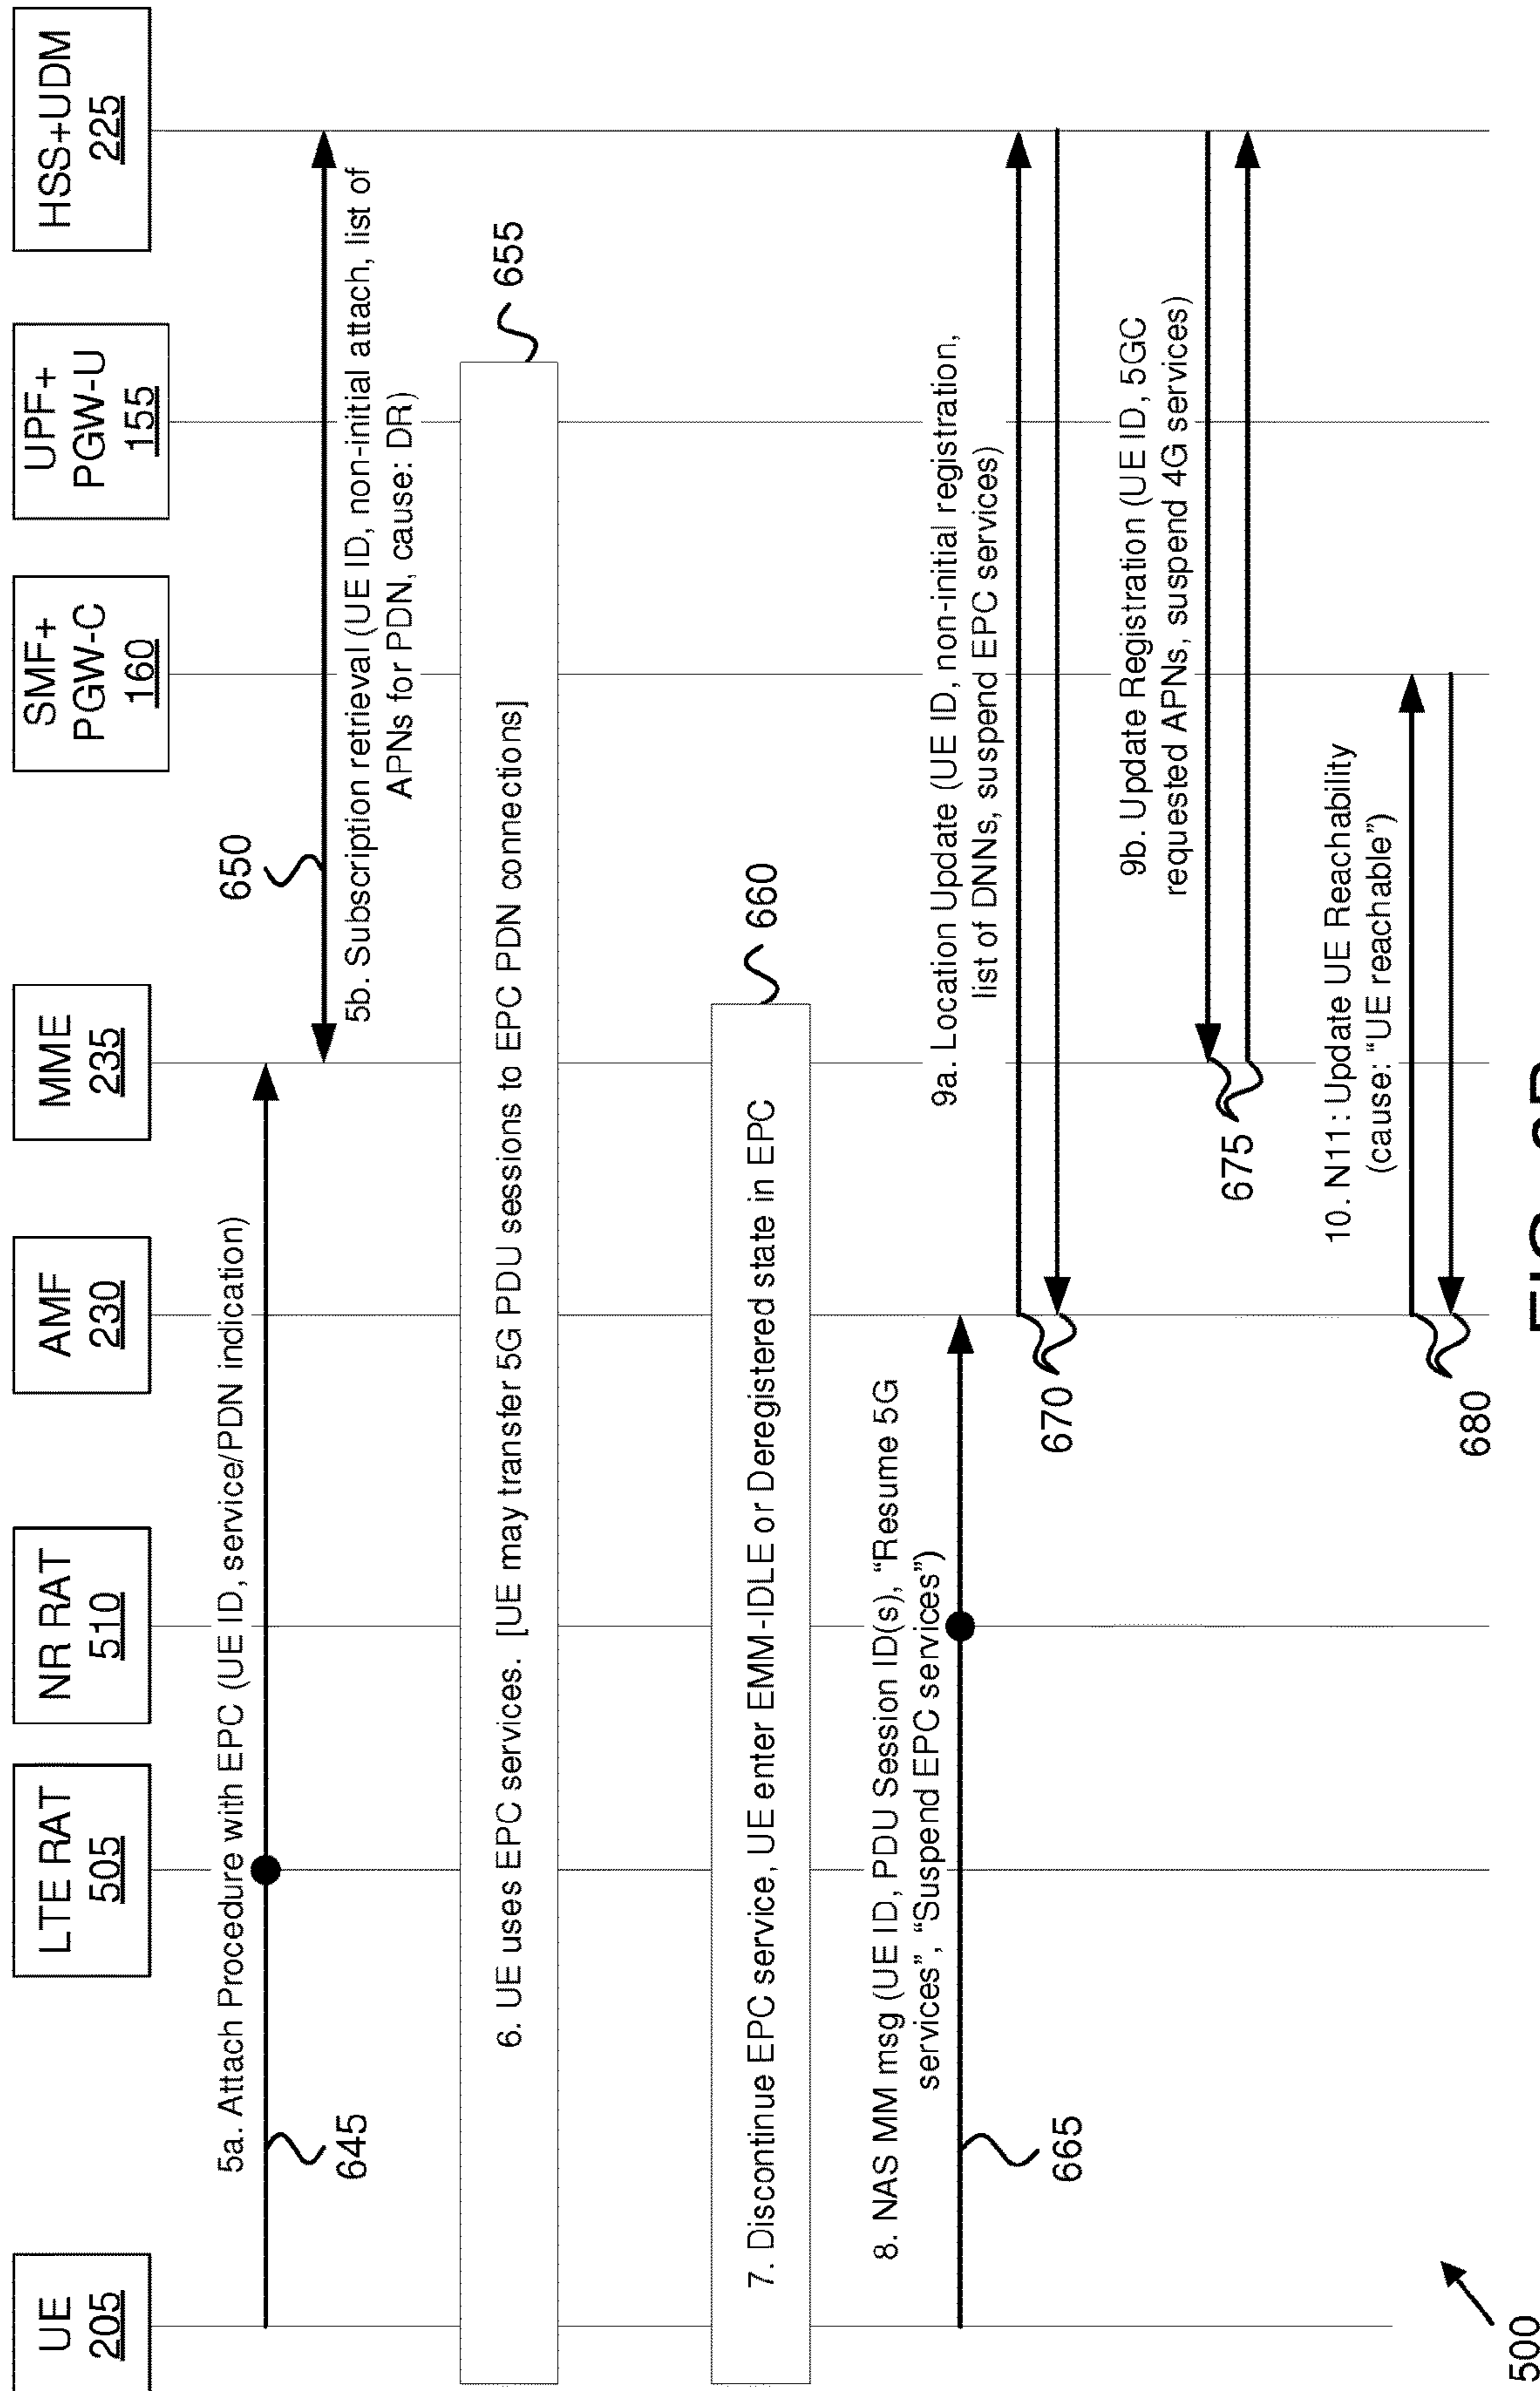 UE
205
LTE RAT
505
NR RAT
510
AMF
230
MME
235
SMF+
PGW-C
160
UPF+
PGW-U
155
HSS+UDM
225
5a. Attach Procedure with EPC (UE ID, service/PDN indication)
645
650
5b. Subscription retrieval (UE ID, non-initial attach, list of
APNs for PDN, cause: DR)
6. UE uses EPC services. [UE may transfer 5G PDU sessions to EPC PDN connections]
655
7. Discontinue EPC service, UE enter EMM-IDLE or Deregistered state in EPC
660
8. NAS MM msg (UE ID, PDU Session ID(s), “Resume 5G
services”, “Suspend EPC services”)
665
9a. Location Update (UE ID, non-initial registration,
list of DNNs, suspend EPC services)
670
9b. Update Registration (UE ID, 5GC
requested APNs, suspend 4G services)
675
10. N11: Update UE Reachability
(cause: “UE reachable”)
680
500